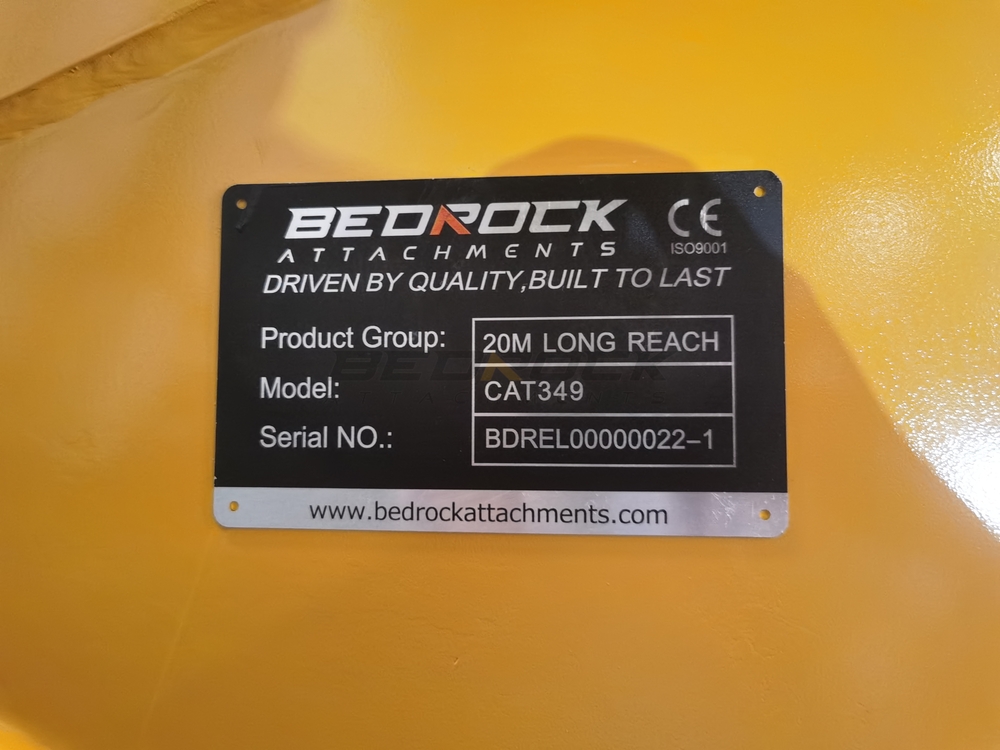 BEDROCK
ATTACHMENTS
CE
ISO9001
DRIVEN BY QUALITY,BUILT TO LAST
Product Group: 20M LONG REACH
BEDROCK
Model: CAT349
Serial NO.: BDREL00000022–1
www.bedrockattachments.com